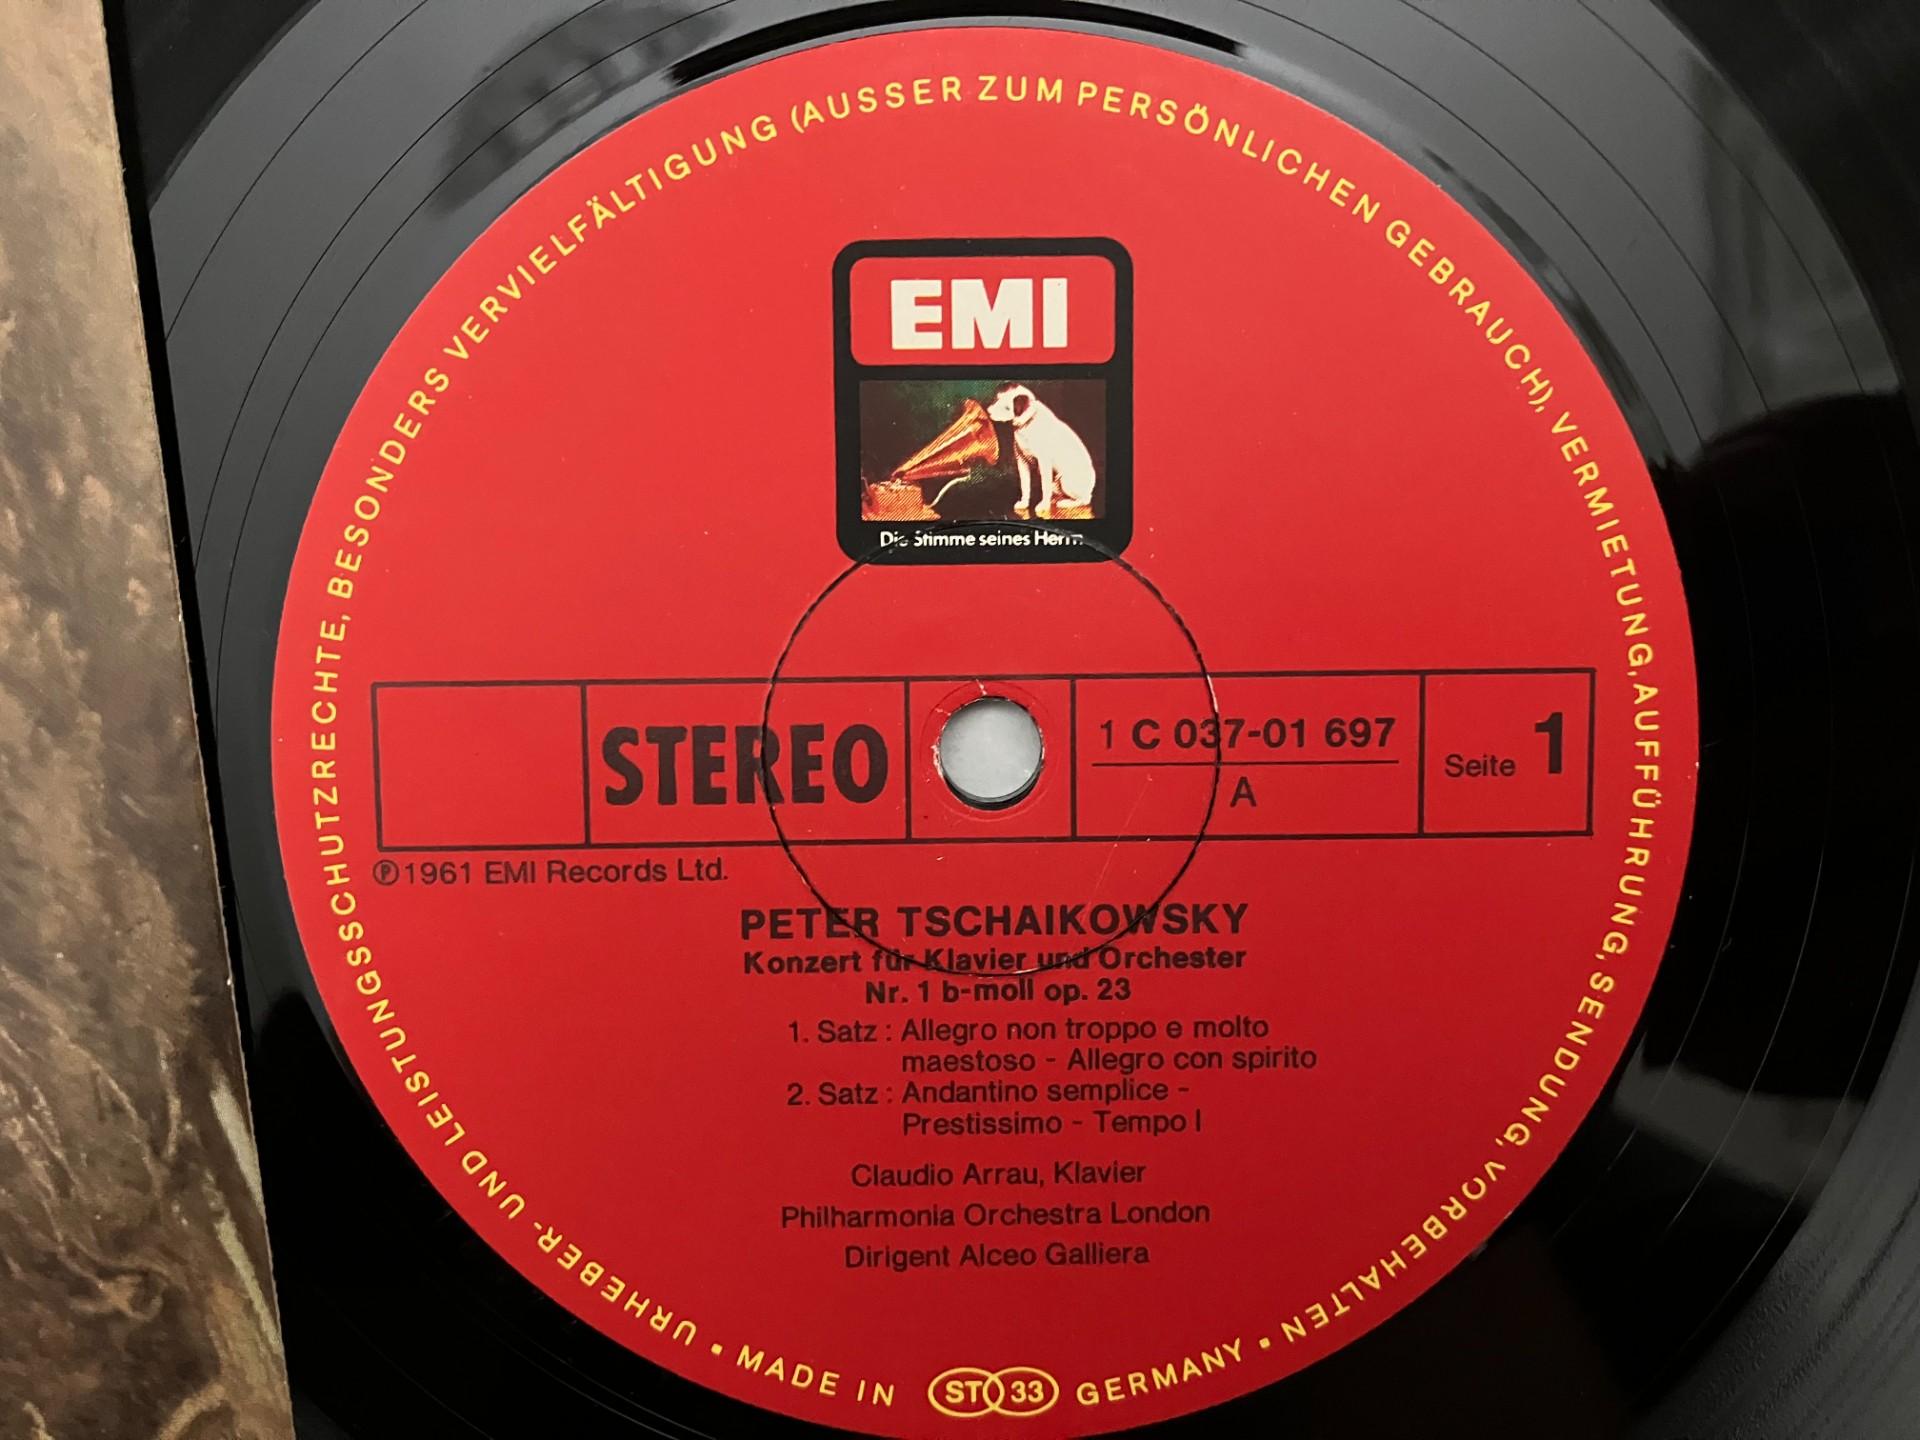 URHEBER- UND LEISTUNGSSCHUTZRECHTE, BESONDERS VERVIELFÄLTIGUNG (AUSSER ZUM PERSÖNLICHEN GEBRAUCH), VERMIETUNG, AUFFÜHRUNG, SENDUNG, VORBEHALTEN •
EMI
Die Stimme seines Herrn
STEREO
1 C 037-01 697
A
Seite 1
℗ 1961 EMI Records Ltd.
PETER TSCHAIKOWSKY
Konzert für Klavier und Orchester
Nr. 1 b-moll op. 23
1. Satz : Allegro non troppo e molto
maestoso - Allegro con spirito
2. Satz : Andantino semplice -
Prestissimo - Tempo I
Claudio Arrau, Klavier
Philharmonia Orchestra London
Dirigent Alceo Galliera
• MADE IN ST 33 GERMANY